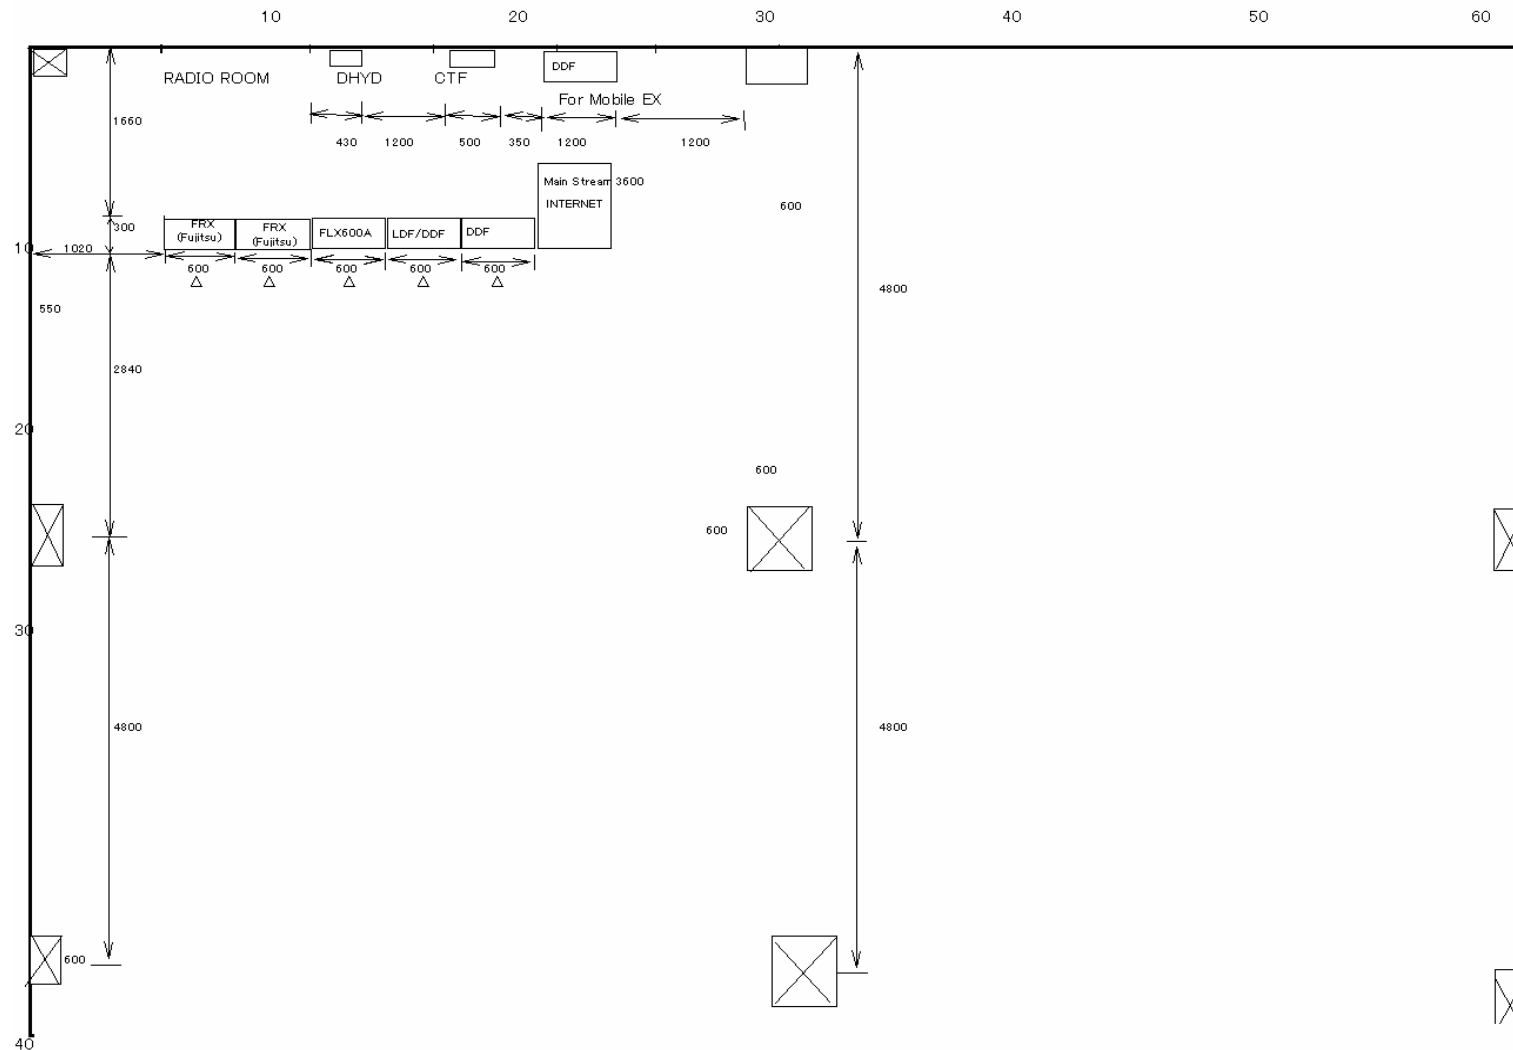 10 20 30 40 50 60
DDF
RADIO ROOM DHYD CTF
For Mobile EX
1660
430 1200 500 350 1200 1200
Main Stream 3600
INTERNET
600
300
FRX
(Fujitsu)
FRX
(Fujitsu)
FLX600A
LDF/DDF
DDF
10
1020
600 600 600 600 600
△ △ △ △ △
4800
550
2840
20
600
600
30
4800
4800
600
40